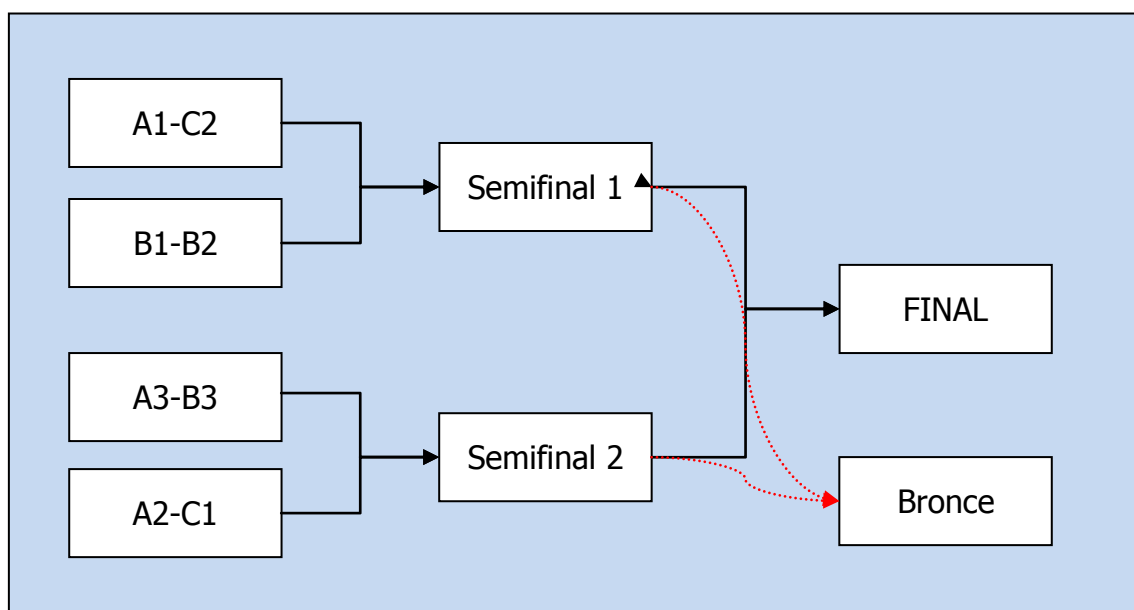 A1-C2
B1-B2
A3-B3
A2-C1
Semifinal 1
Semifinal 2
FINAL
Bronce